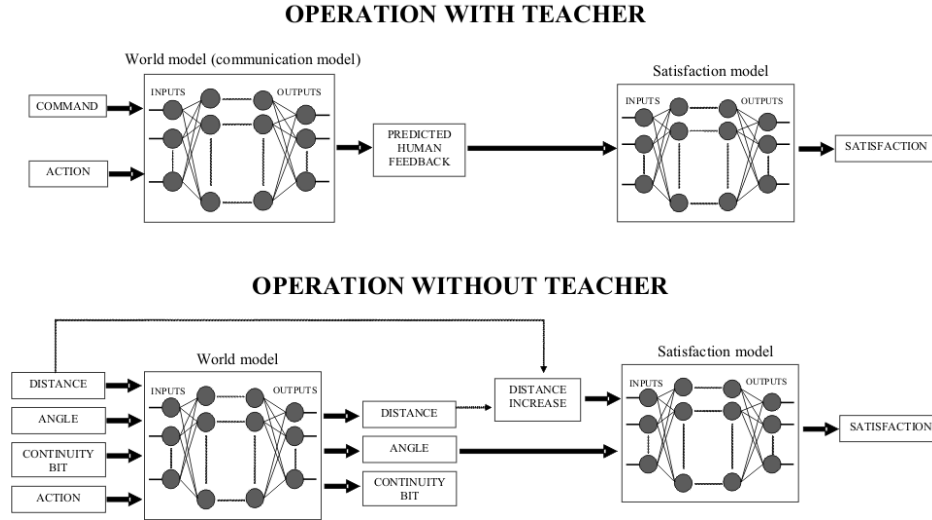 OPERATION WITH TEACHER
World model (communication model)
Satisfaction model
INPUTS
OUTPUTS
INPUTS
OUTPUTS
COMMAND
ACTION
PREDICTED
HUMAN
FEEDBACK
SATISFACTION
OPERATION WITHOUT TEACHER
World model
Satisfaction model
DISTANCE
ANGLE
CONTINUITY
BIT
ACTION
INPUTS
OUTPUTS
DISTANCE
ANGLE
CONTINUITY
BIT
DISTANCE
INCREASE
INPUTS
OUTPUTS
SATISFACTION